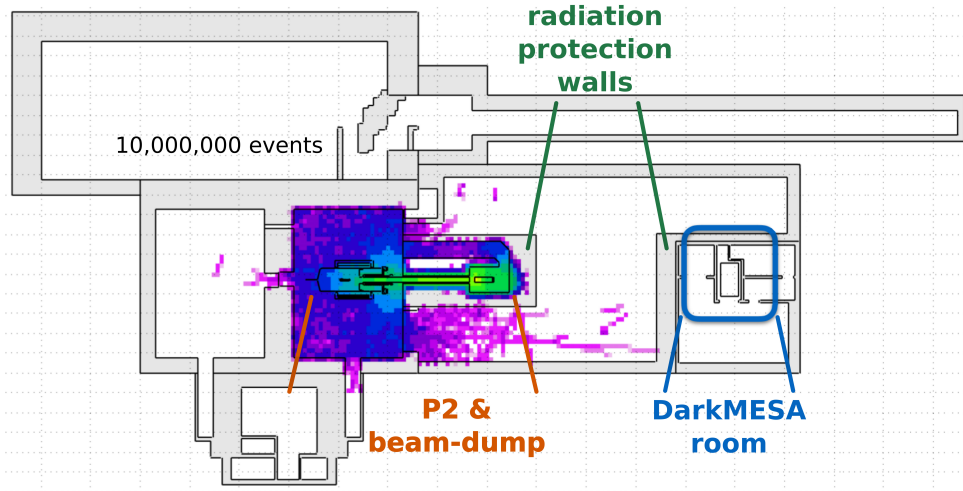 radiation
protection
walls
10,000,000 events
P2 &
beam-dump
DarkMESA
room